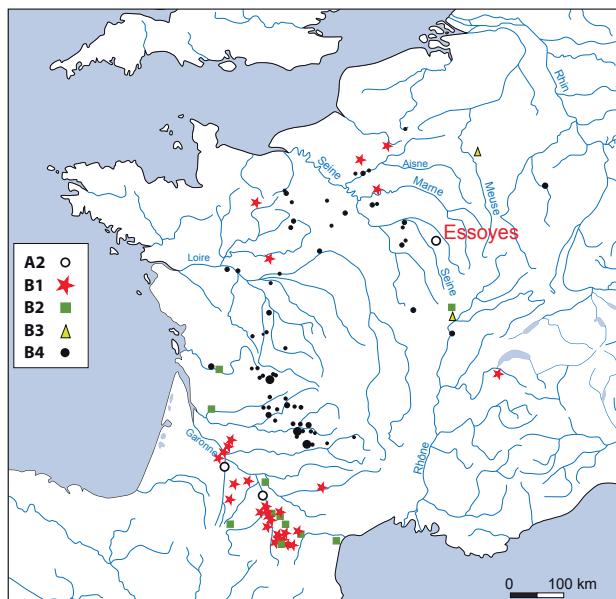 Rhin
Seine
Aisne
Marne
Meuse
Essoyes
Loire
Seine
A2
B1
B2
B3
B4
Garonne
Rhône
0 100 km